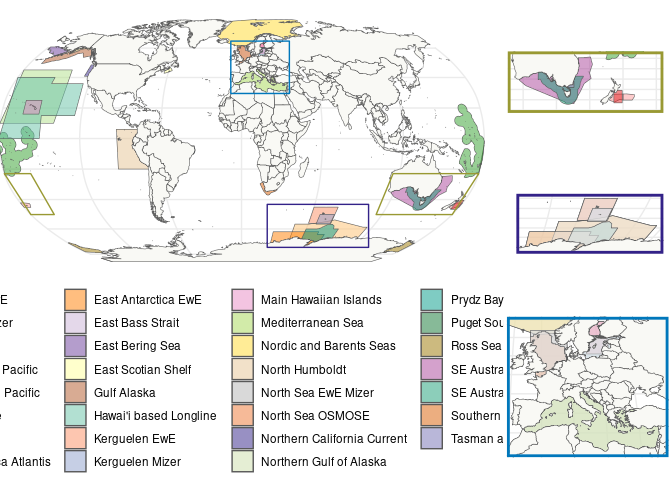 E East Antarctica EwE Main Hawaiian Islands Prydz Bay
zer East Bass Strait Mediterranean Sea Puget Sou
East Bering Sea Nordic and Barents Seas Ross Sea
Pacific East Scotian Shelf North Humboldt SE Austra
Pacific Gulf Alaska North Sea EwE Mizer SE Austra
Hawai'i based Longline North Sea OSMOSE Southern
Kerguelen EwE Northern California Current Tasman a
a Atlantis Kerguelen Mizer Northern Gulf of Alaska